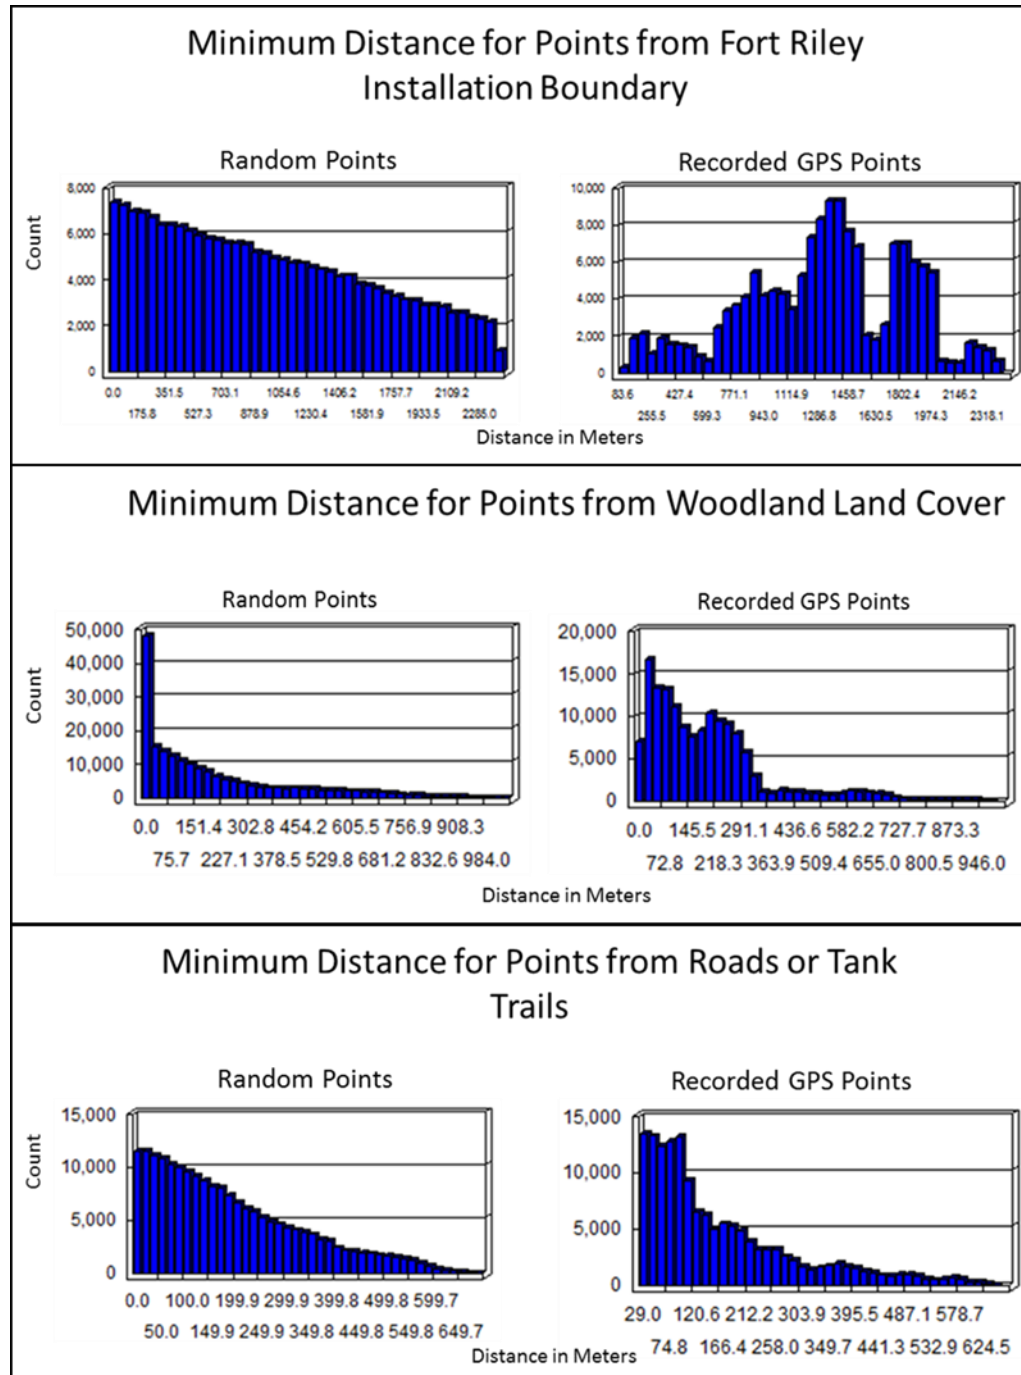 Minimum Distance for Points from Fort Riley
Installation Boundary
Random Points
Recorded GPS Points
Count
8,000
6,000
4,000
2,000
0
0.0 351.5 703.1 1054.6 1406.2 1757.7 2109.2
175.8 527.3 878.9 1230.4 1581.9 1933.5 2285.0
10,000
8,000
6,000
4,000
2,000
0
83.6 427.4 771.1 1114.9 1458.7 1802.4 2146.2
255.5 599.3 943.0 1286.8 1630.5 1974.3 2318.1
Distance in Meters
Minimum Distance for Points from Woodland Land Cover
Random Points
Recorded GPS Points
Count
50,000
40,000
30,000
20,000
10,000
0
0.0 151.4 302.8 454.2 605.5 756.9 908.3
75.7 227.1 378.5 529.8 681.2 832.6 984.0
20,000
15,000
10,000
5,000
0
0.0 145.5 291.1 436.6 582.2 727.7 873.3
72.8 218.3 363.9 509.4 655.0 800.5 946.0
Distance in Meters
Minimum Distance for Points from Roads or Tank
Trails
Random Points
Recorded GPS Points
Count
15,000
10,000
5,000
0
0.0 100.0 199.9 299.9 399.8 499.8 599.7
50.0 149.9 249.9 349.8 449.8 549.8 649.7
15,000
10,000
5,000
0
29.0 120.6 212.2 303.9 395.5 487.1 578.7
74.8 166.4 258.0 349.7 441.3 532.9 624.5
Distance in Meters